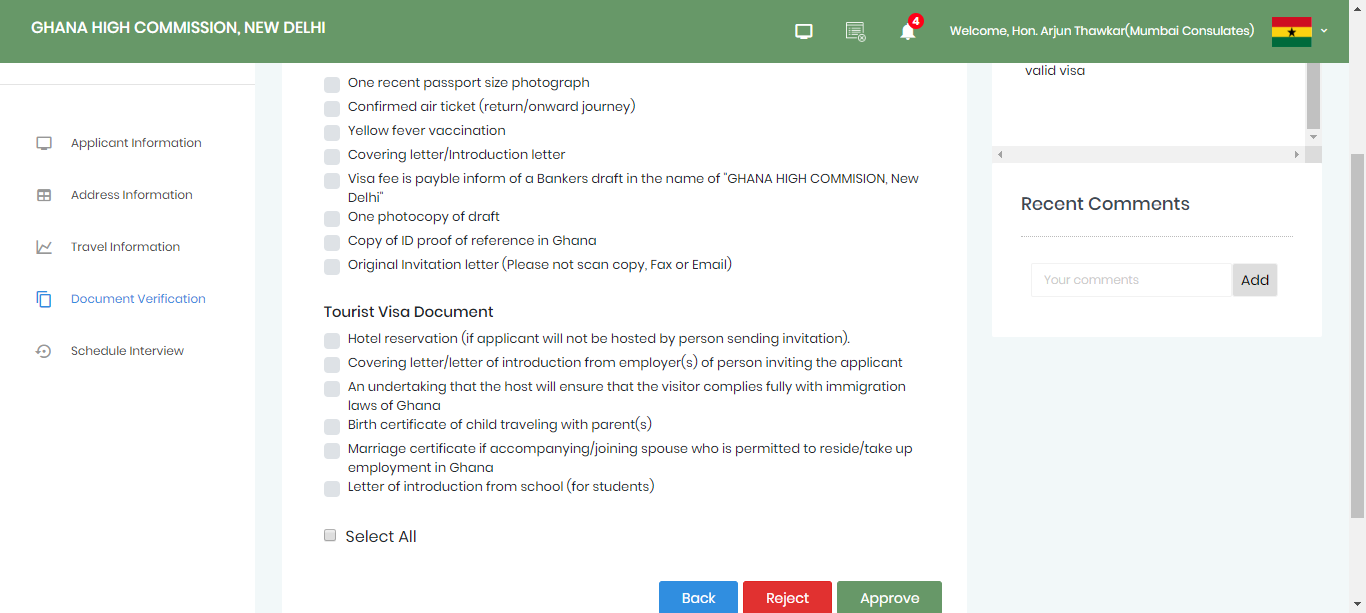 GHANA HIGH COMMISSION, NEW DELHI
4
Welcome, Hon. Arjun Thawkar(Mumbai Consulates)
Applicant Information
Address Information
Travel Information
Document Verification
Schedule Interview
One recent passport size photograph
Confirmed air ticket (return/onward journey)
Yellow fever vaccination
Covering letter/Introduction letter
Visa fee is payble inform of a Bankers draft in the name of "GHANA HIGH COMMISION, New
Delhi"
One photocopy of draft
Copy of ID proof of reference in Ghana
Original Invitation letter (Please not scan copy, Fax or Email)
Tourist Visa Document
Hotel reservation (if applicant will not be hosted by person sending invitation).
Covering letter/letter of introduction from employer(s) of person inviting the applicant
An undertaking that the host will ensure that the visitor complies fully with immigration
laws of Ghana
Birth certificate of child traveling with parent(s)
Marriage certificate if accompanying/joining spouse who is permitted to reside/take up
employment in Ghana
Letter of introduction from school (for students)
Select All
Back
Reject
Approve
valid visa
Recent Comments
Your comments
Add